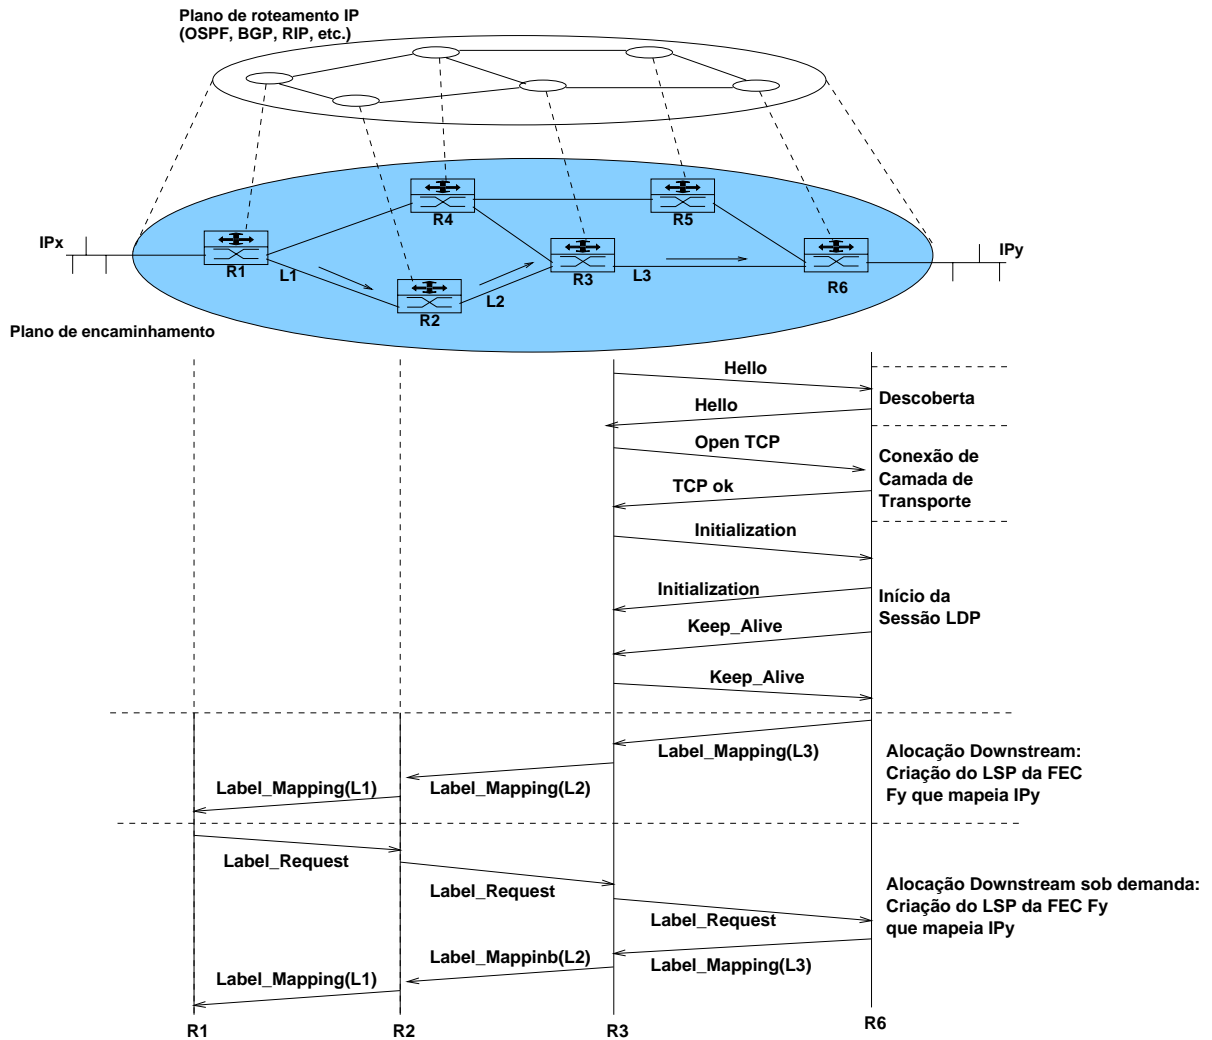 Plano de roteamento IP
(OSPF, BGP, RIP, etc.)
R4
R5
IPx
IPy
R1
L1
R3
L3
R6
L2
R2
Plano de encaminhamento
Hello
Descoberta
Hello
Open TCP
Conexão de
Camada de
Transporte
TCP ok
Initialization
Initialization
Início da
Sessão LDP
Keep_Alive
Keep_Alive
Label_Mapping(L3)
Alocação Downstream:
Criação do LSP da FEC
Fy que mapeia IPy
Label_Mapping(L1)
Label_Mapping(L2)
Label_Request
Label_Request
Label_Request
Alocação Downstream sob demanda:
Criação do LSP da FEC Fy
que mapeia IPy
Label_Mappinb(L2)
Label_Mapping(L3)
Label_Mapping(L1)
R1
R2
R3
R6